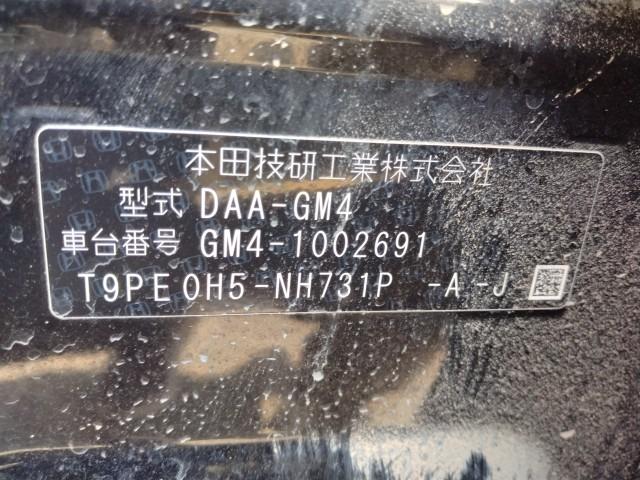 本田技研工業株式会社
型式 DAA-GM4
車台番号 GM4-1002691
T9PE0H5-NH731P -A-J